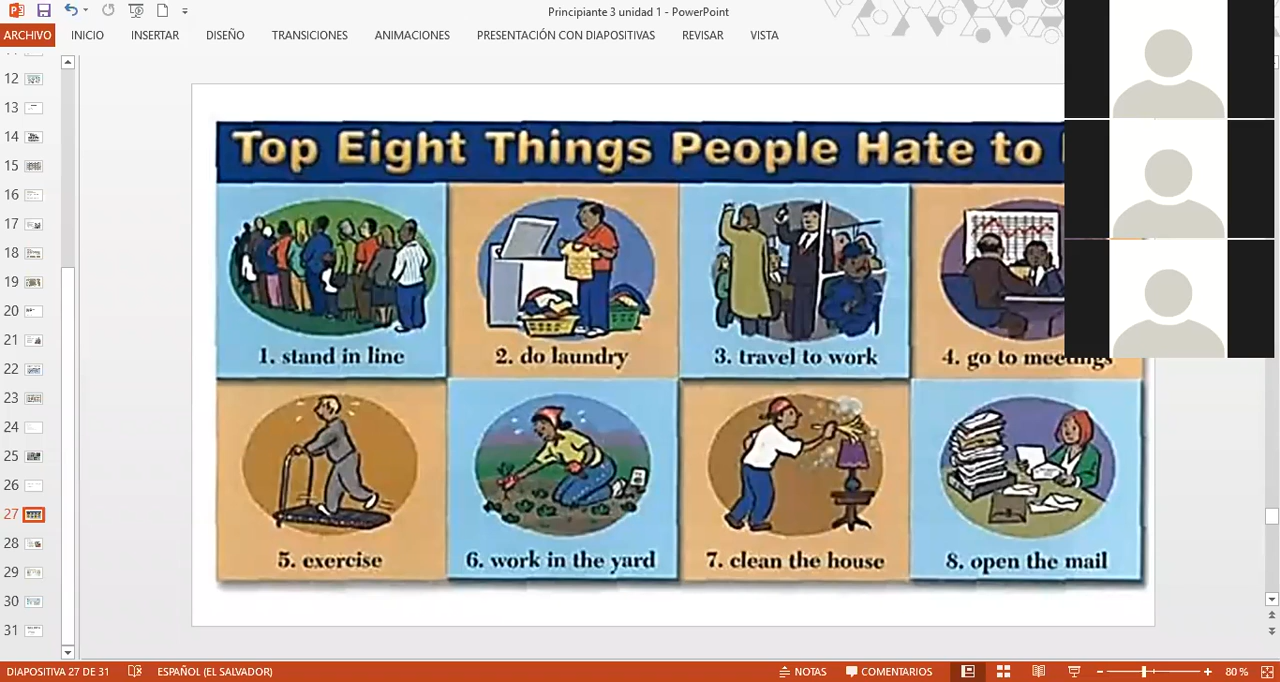 Principiante 3 unidad 1 - PowerPoint
ARCHIVO INICIO INSERTAR DISEÑO TRANSICIONES ANIMACIONES PRESENTACIÓN CON DIAPOSITIVAS REVISAR VISTA
12
13
14
15
16
17
18
19
20
21
22
23
24
25
26
27
28
29
30
31
Top Eight Things People Hate to
1. stand in line
2. do laundry
3. travel to work
4. go to meetings
5. exercise
6. work in the yard
7. clean the house
8. open the mail
DIAPOSITIVA 27 DE 31 ESPAÑOL (EL SALVADOR) NOTAS COMENTARIOS 80 %